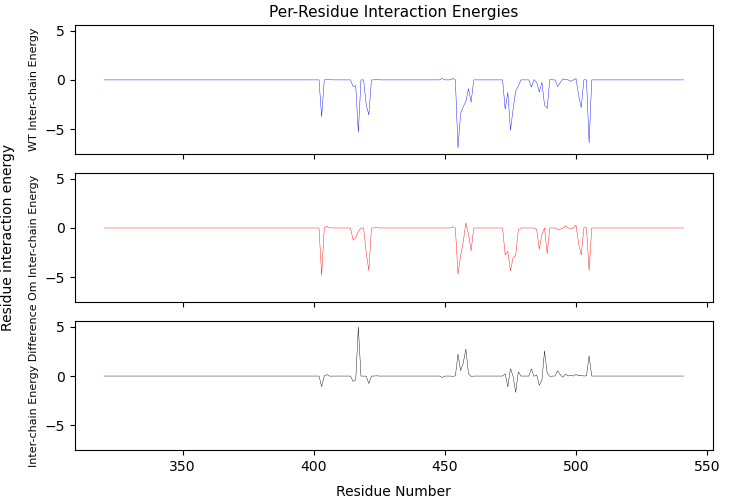 Per-Residue Interaction Energies
Residue interaction energy
WT Inter-chain Energy
5
0
−5
Om Inter-chain Energy
5
0
−5
Inter-chain Energy Difference
5
0
−5
350
400
450
500
550
Residue Number